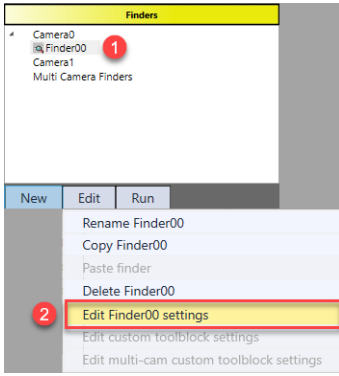 Finders
Camera0
Finder00
1
Camera1
Multi Camera Finders
New Edit Run
Rename Finder00
Copy Finder00
Paste finder
Delete Finder00
2 Edit Finder00 settings
Edit custom toolblock settings
Edit multi-cam custom toolblock settings